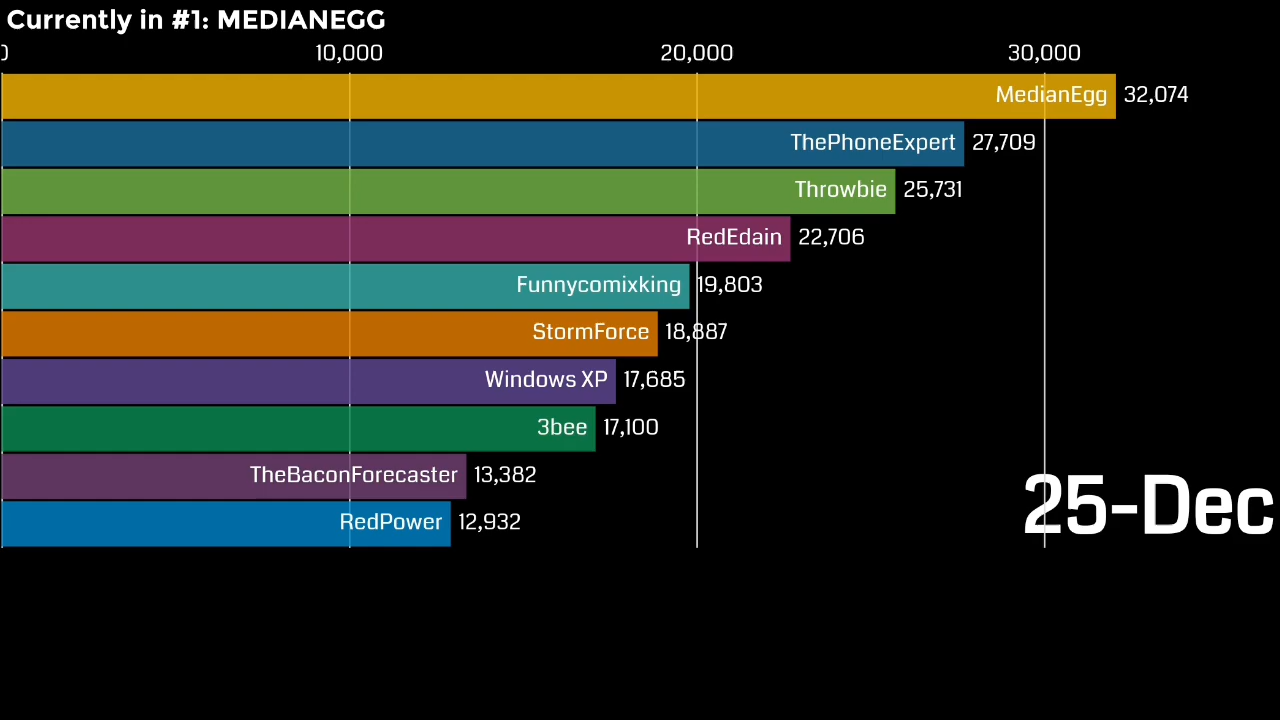 Currently in #1: MEDIANEGG
0 10,000 20,000 30,000
MedianEgg 32,074
ThePhoneExpert 27,709
Throwbie 25,731
RedEdain 22,706
Funnycomixking 19,803
StormForce 18,887
Windows XP 17,685
3bee 17,100
TheBaconForecaster 13,382
RedPower 12,932
25-Dec